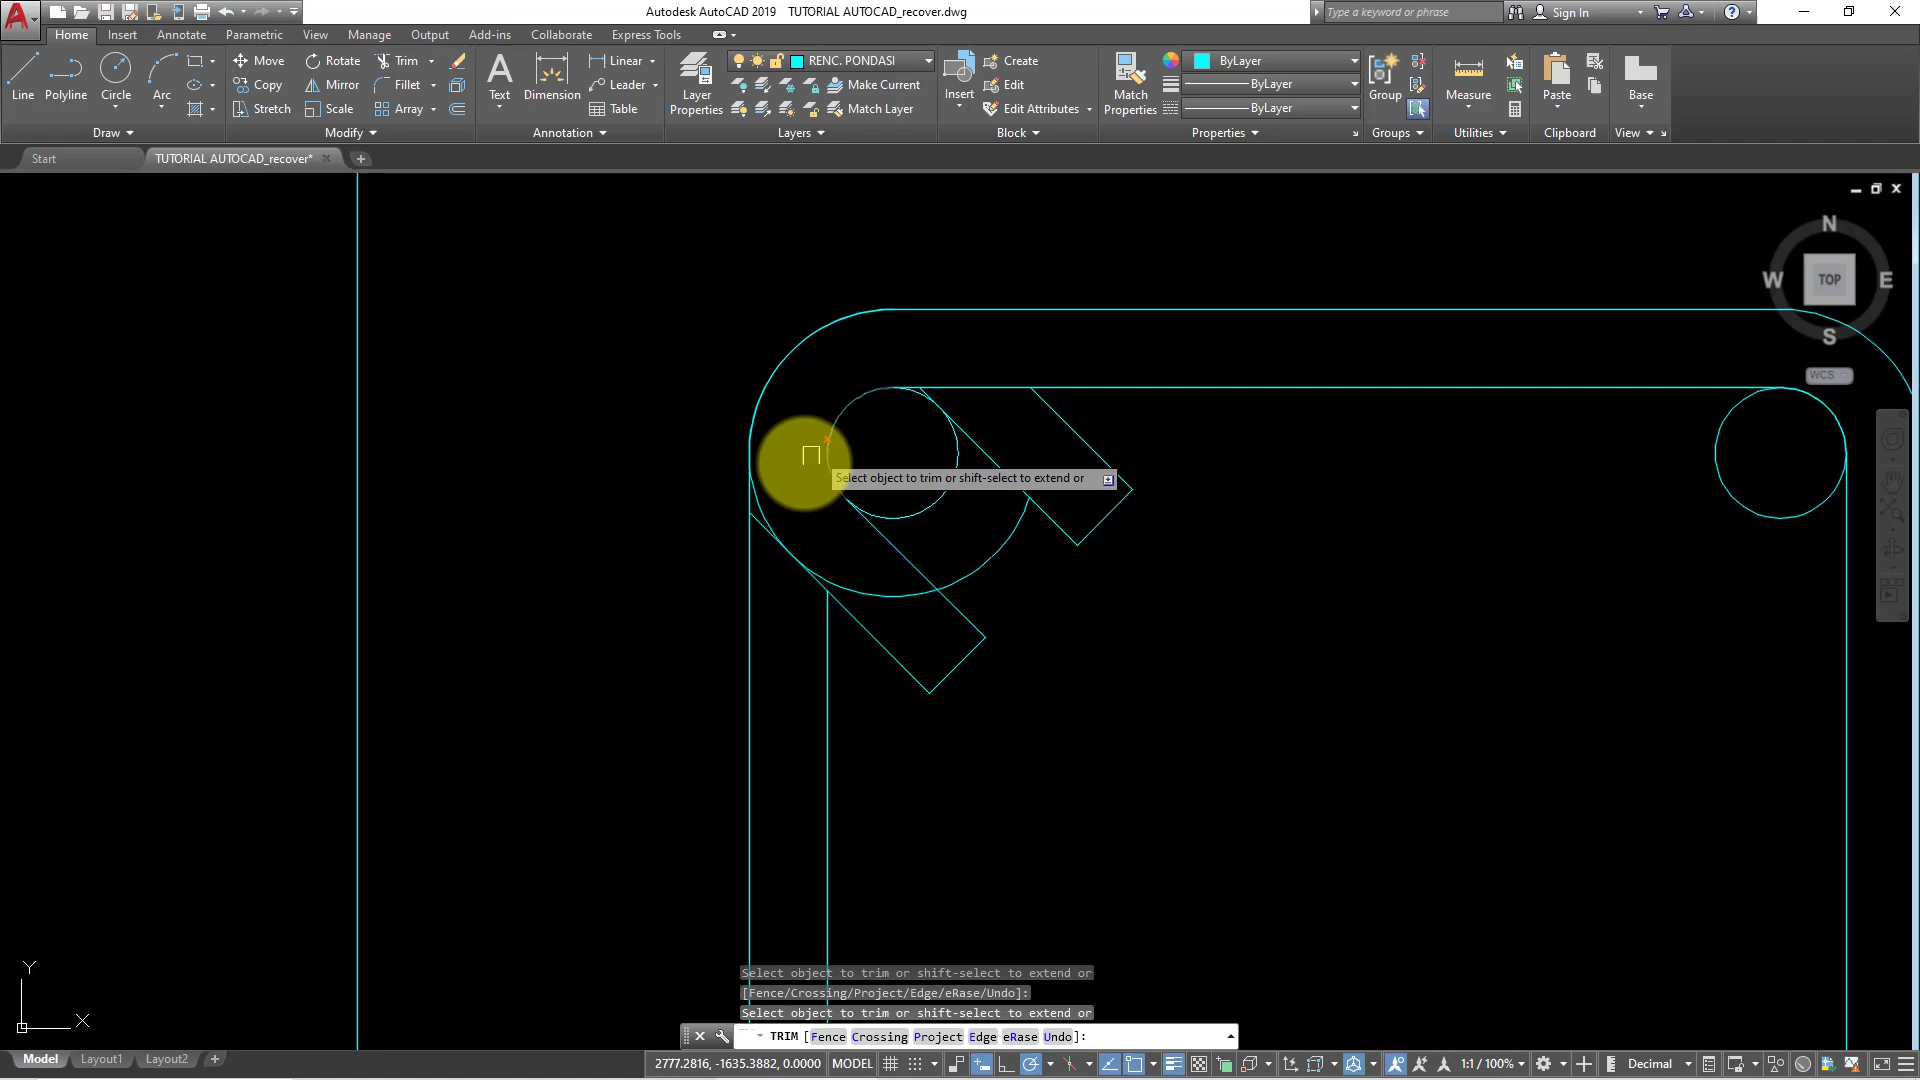 Autodesk AutoCAD 2019 TUTORIAL AUTOCAD_recover.dwg
Type a keyword or phrase
Sign In
Home Insert Annotate Parametric View Manage Output Add-ins Collaborate Express Tools
Line Polyline Circle Arc
Draw
Move Rotate Trim
Copy Mirror Fillet
Stretch Scale Array
Modify
Text Dimension
Linear
Leader
Table
Annotation
Layer Properties
RENC. PONDASI
Make Current
Match Layer
Layers
Insert
Create
Edit
Edit Attributes
Block
Match Properties
ByLayer
ByLayer
ByLayer
Properties
Group
Groups
Measure
Utilities
Paste
Clipboard
Base
View
Start TUTORIAL AUTOCAD_recover*
N
W TOP E
S
WCS
Select object to trim or shift-select to extend or
Y
X
Select object to trim or shift-select to extend or
[Fence/Crossing/Project/Edge/eRase/Undo]:
Select object to trim or shift-select to extend or
TRIM [Fence Crossing Project Edge eRase Undo]:
Model Layout1 Layout2
2777.2816, -1635.3882, 0.0000 MODEL 1:1 / 100% Decimal